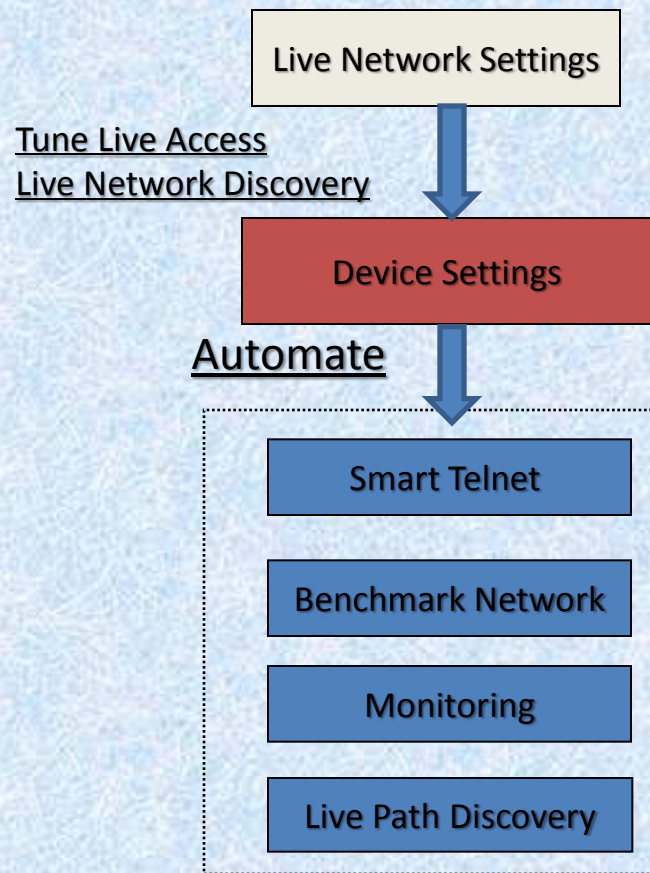 Live Network Settings
Tune Live Access
Live Network Discovery
Device Settings
Automate
Smart Telnet
Benchmark Network
Monitoring
Live Path Discovery